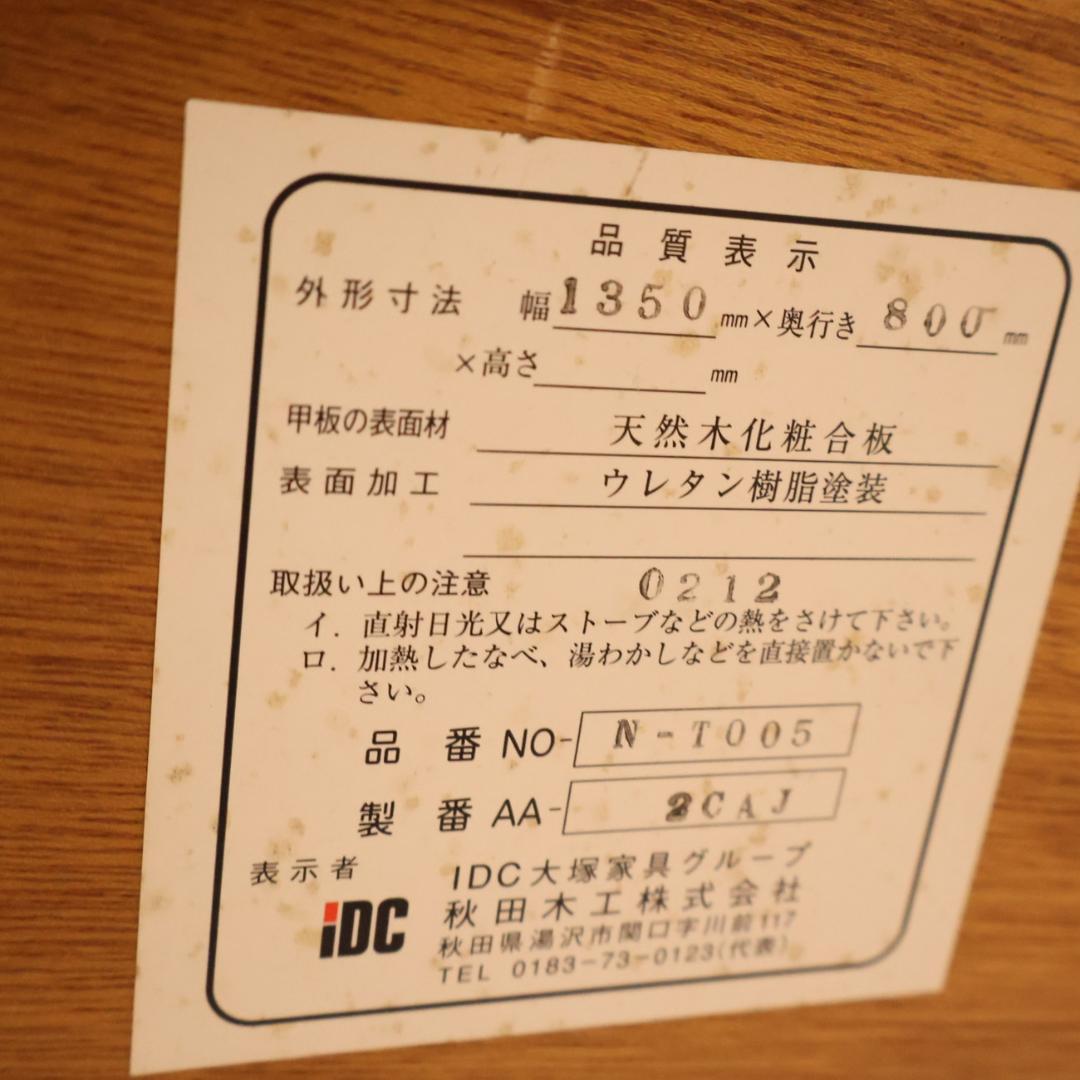 品質表示
外形寸法 幅1350mm×奥行き800mm
×高さ mm
甲板の表面材 天然木化粧合板
表面加工 ウレタン樹脂塗装
取扱い上の注意 0212
イ. 直射日光又はストーブなどの熱をさけて下さい。
ロ. 加熱したなべ、湯わかしなどを直接置かないで下
さい。
品番 NO-N-T005
製番 AA-2CAJ
表示者 IDC大塚家具グループ
iDC 秋田木工株式会社
秋田県湯沢市関口字川前117
TEL 0183-73-0123(代表)